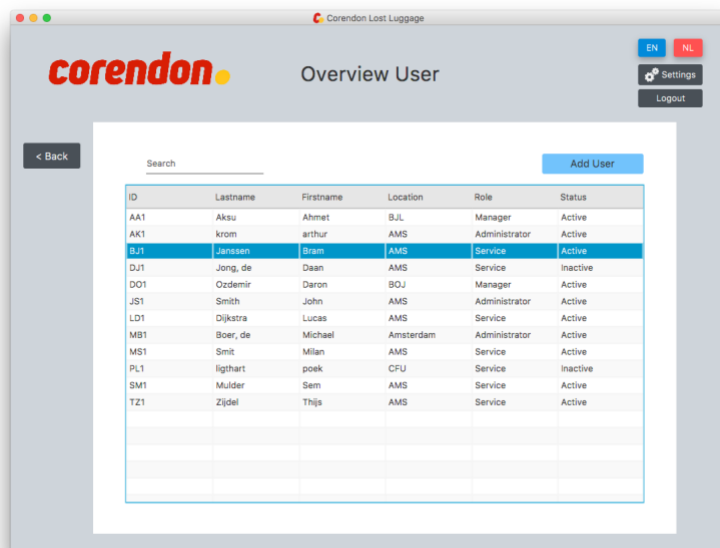 Corendon Lost Luggage
corendon.
Overview User
EN NL
Settings
Logout
< Back
Search
Add User
ID Lastname Firstname Location Role Status
AA1 Aksu Ahmet BJL Manager Active
AK1 krom arthur AMS Administrator Active
BJ1 Janssen Bram AMS Service Active
DJ1 Jong, de Daan AMS Service Inactive
DO1 Ozdemir Daron BOJ Manager Active
JS1 Smith John AMS Administrator Active
LD1 Dijkstra Lucas AMS Service Active
MB1 Boer, de Michael Amsterdam Administrator Active
MS1 Smit Milan AMS Service Active
PL1 ligthart poek CFU Service Inactive
SM1 Mulder Sem AMS Service Active
TZ1 Zijdel Thijs AMS Service Active